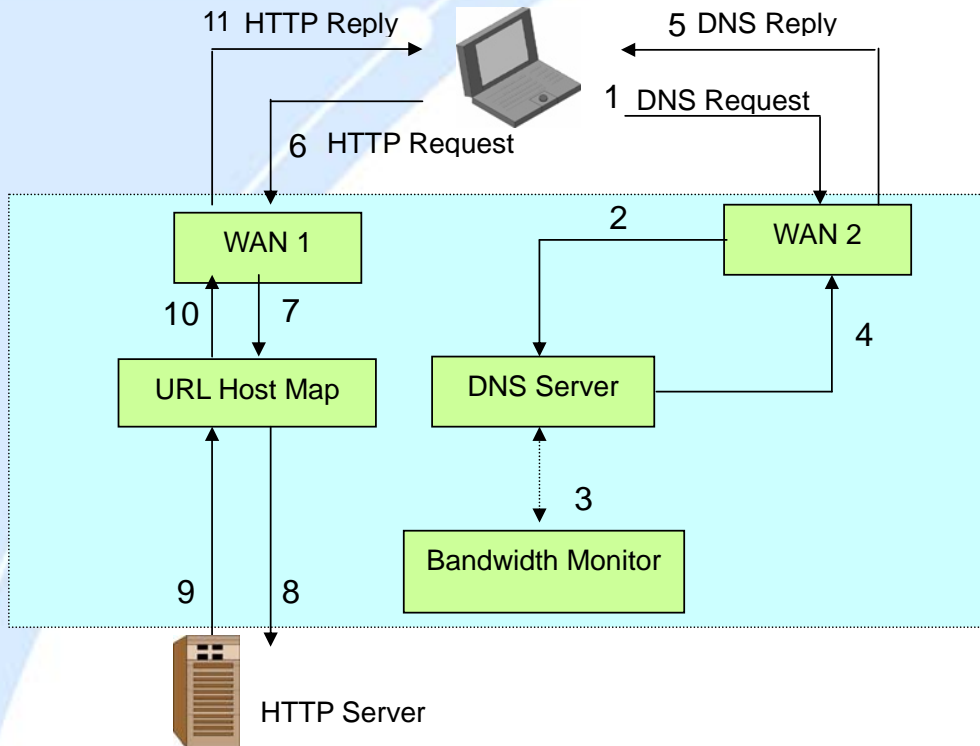 11 HTTP Reply
5 DNS Reply
1 DNS Request
6 HTTP Request
WAN 1
2
WAN 2
10
7
4
URL Host Map
DNS Server
3
Bandwidth Monitor
9
8
HTTP Server